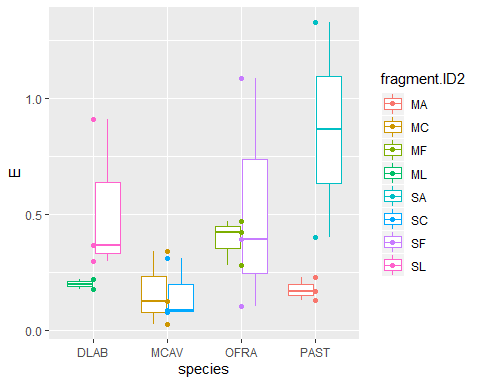 E
1.0
0.5
0.0
DLAB MCAV OFRA PAST
species
fragment.ID2
MA
MC
MF
ML
SA
SC
SF
SL